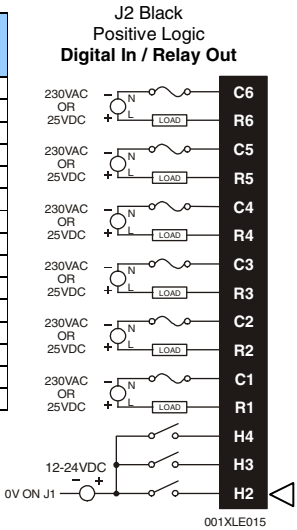 J2 Black
Positive Logic
Digital In / Relay Out
230VAC
OR
25VDC
– N
+ L
LOAD
C6
R6
230VAC
OR
25VDC
– N
+ L
LOAD
C5
R5
230VAC
OR
25VDC
– N
+ L
LOAD
C4
R4
230VAC
OR
25VDC
– N
+ L
LOAD
C3
R3
230VAC
OR
25VDC
– N
+ L
LOAD
C2
R2
230VAC
OR
25VDC
– N
+ L
LOAD
C1
R1
H4
12-24VDC
H3
0V ON J1
– +
H2
001XLE015